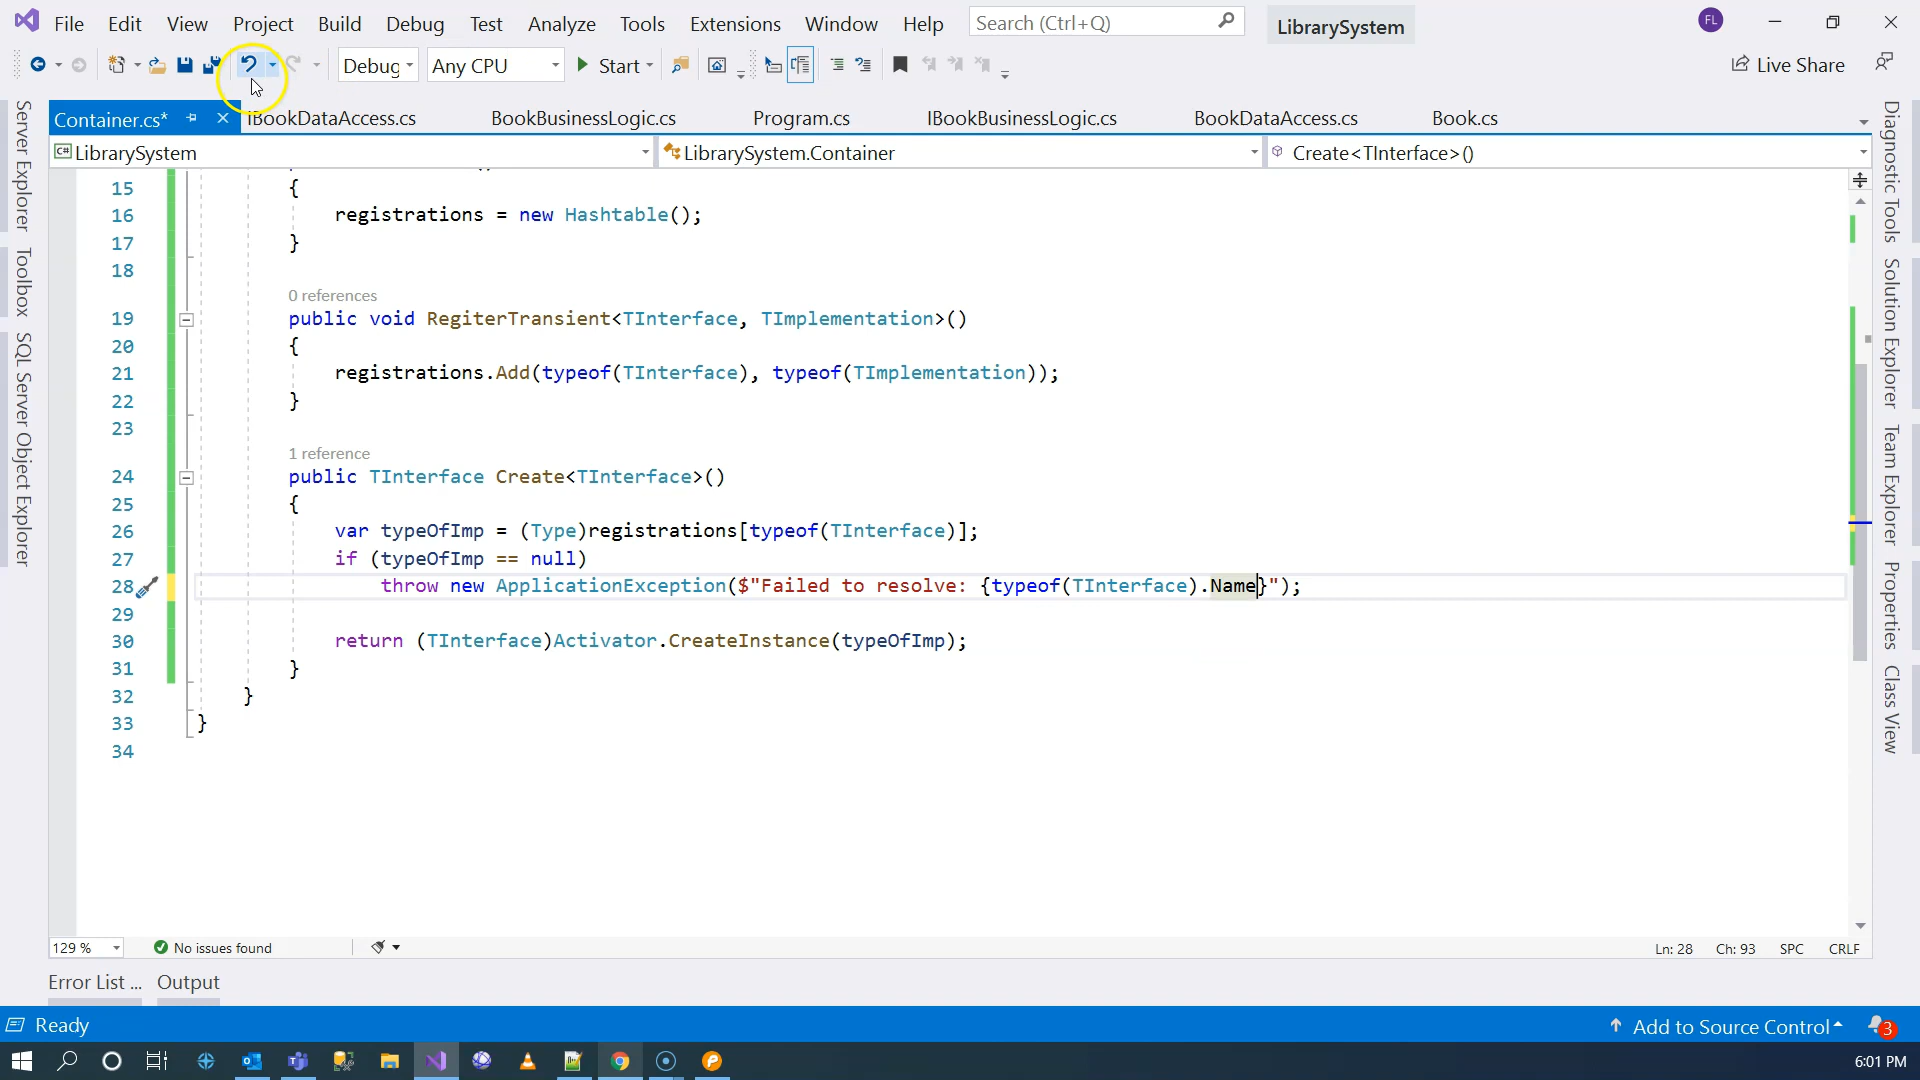 File Edit View Project Build Debug Test Analyze Tools Extensions Window Help Search (Ctrl+Q) LibrarySystem FL
Debug Any CPU Start Live Share
Container.cs* IBookDataAccess.cs BookBusinessLogic.cs Program.cs IBookBusinessLogic.cs BookDataAccess.cs Book.cs
C# LibrarySystem LibrarySystem.Container Create<TInterface>()
15 {
16 registrations = new Hashtable();
17 }
18
0 references
19 public void RegiterTransient<TInterface, TImplementation>()
20 {
21 registrations.Add(typeof(TInterface), typeof(TImplementation));
22 }
23
1 reference
24 public TInterface Create<TInterface>()
25 {
26 var typeOfImp = (Type)registrations[typeof(TInterface)];
27 if (typeOfImp == null)
28 throw new ApplicationException($"Failed to resolve: {typeof(TInterface).Name}");
29
30 return (TInterface)Activator.CreateInstance(typeOfImp);
31 }
32 }
33 }
34
129 % No issues found Ln: 28 Ch: 93 SPC CRLF
Error List ... Output
Ready Add to Source Control 3
6:01 PM
Server Explorer
Toolbox
SQL Server Object Explorer
Diagnostic Tools
Solution Explorer
Team Explorer
Properties
Class View